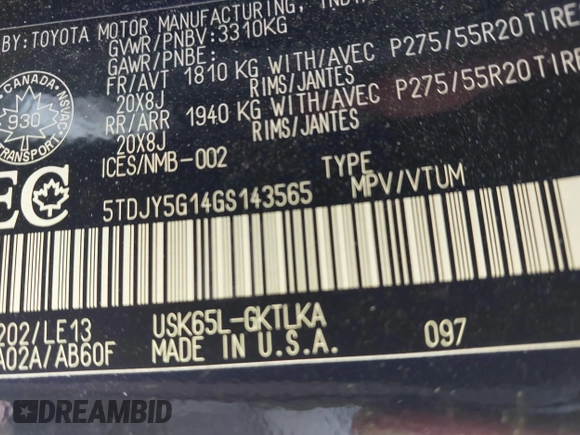 BY: TOYOTA MOTOR MANUFACTURING,
GVWR/PNBV: 3310KG
GAWR/PNBE:
FR/AVT 1810 KG WITH/AVEC P275/55R20 TIRE
20X8J RIMS/JANTES
RR/ARR 1940 KG WITH/AVEC P275/55R20 TIRE
20X8J RIMS/JANTES
ICES/NMB-002
CANADA
NSVAC
930
TRANSPORT
EC
TYPE
5TDJY5G14GS143565 MPV/VTUM
202/LE13 USK65L-GKTLKA
A02A/AB60F MADE IN U.S.A. 097
DREAMBID